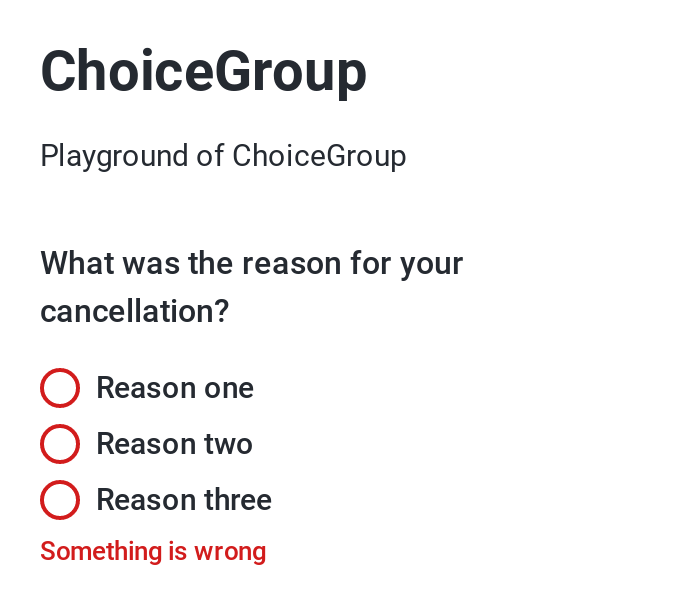 ChoiceGroup
Playground of ChoiceGroup
What was the reason for your
cancellation?
Reason one
Reason two
Reason three
Something is wrong